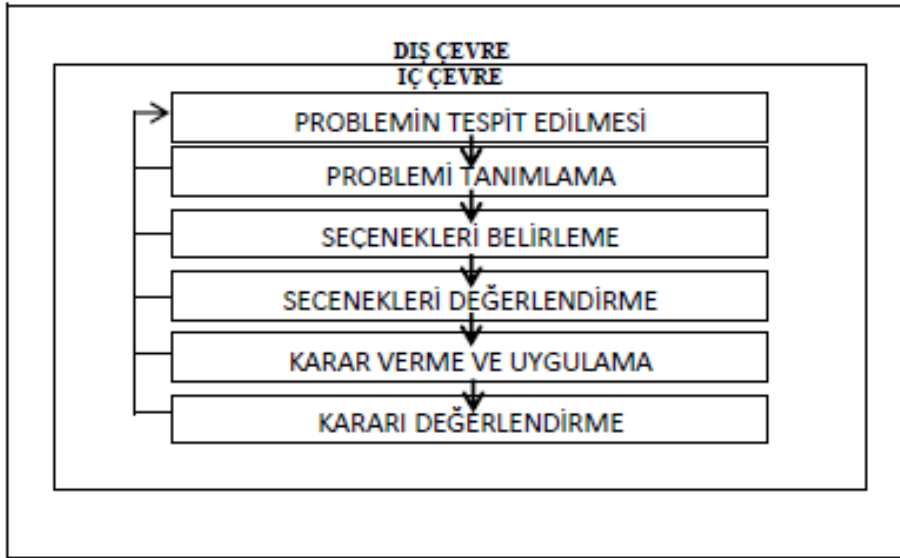 DIŞ ÇEVRE
İÇ ÇEVRE
PROBLEMİN TESPİT EDİLMESİ
PROBLEMİ TANIMLAMA
SEÇENEKLERİ BELİRLEME
SECENEKLERİ DEĞERLENDİRME
KARAR VERME VE UYGULAMA
KARARI DEĞERLENDİRME